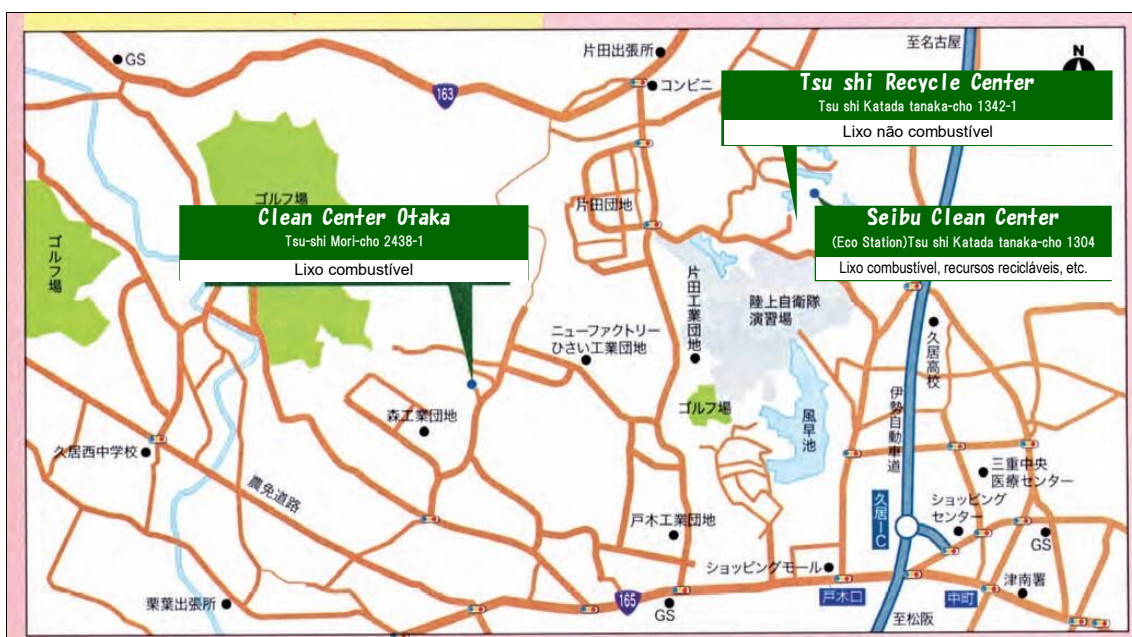 至名古屋
片田出張所
GS
N
コンビニ
163
Tsu shi Recycle Center
Tsu shi Katada tanaka-cho 1342-1
Lixo não combustível
ゴルフ場
片田団地
Clean Center Otaka
Tsu-shi Mori-cho 2438-1
Lixo combustível
Seibu Clean Center
(Eco Station)Tsu shi Katada tanaka-cho 1304
Lixo combustível, recursos recicláveis, etc.
ゴルフ場
片田工業団地
陸上自衛隊
演習場
ニューファクトリー
ひさい工業団地
久居高校
伊勢自動車道
ゴルフ場
風早池
森工業団地
久居西中学校
三重中央
医療センター
農免道路
久居IC
ショッピング
センター
戸木工業団地
GS
ショッピングモール
栗葉出張所
165
GS
戸木口
中町
津南署
至松阪